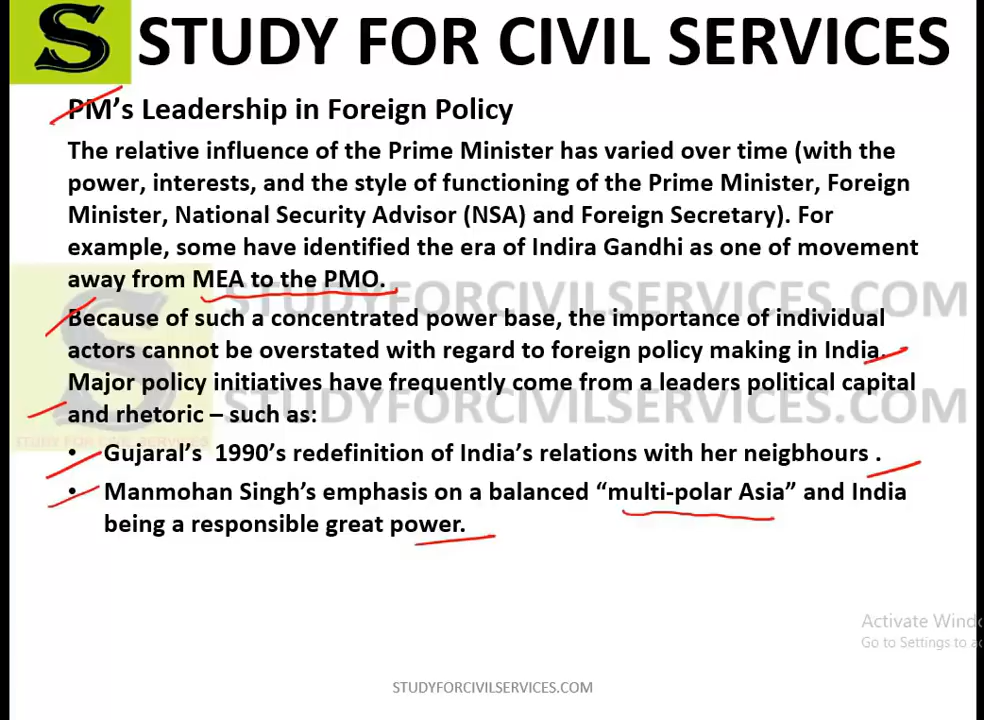 S STUDY FOR CIVIL SERVICES
PM's Leadership in Foreign Policy
The relative influence of the Prime Minister has varied over time (with the
power, interests, and the style of functioning of the Prime Minister, Foreign
Minister, National Security Advisor (NSA) and Foreign Secretary). For
example, some have identified the era of Indira Gandhi as one of movement
away from MEA to the PMO.
STUDYFORCIVILSERVICES.COM
Because of such a concentrated power base, the importance of individual
actors cannot be overstated with regard to foreign policy making in India.
Major policy initiatives have frequently come from a leaders political capital
and rhetoric – such as:
STUDYFORCIVILSERVICES.COM
STUDY FOR CIVIL SERVICES
• Gujaral's 1990's redefinition of India's relations with her neigbhours .
• Manmohan Singh's emphasis on a balanced “multi-polar Asia” and India
being a responsible great power.
Activate Wind
Go to Settings to ac
STUDYFORCIVILSERVICES.COM